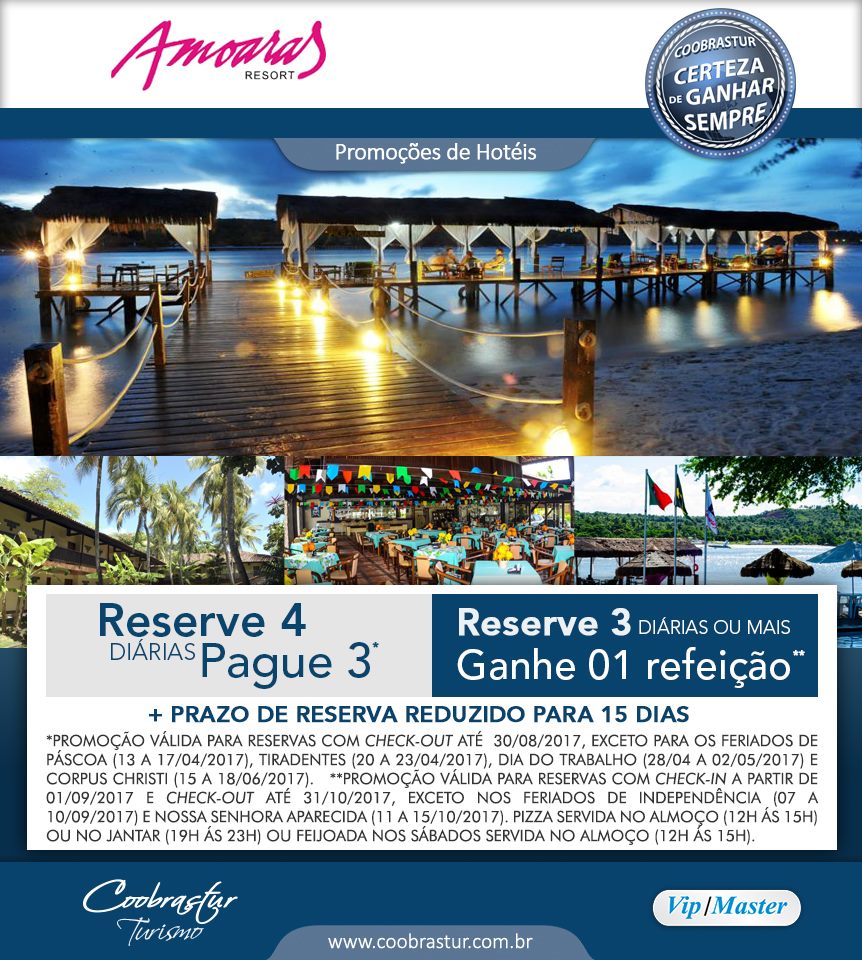 Amoaras
RESORT
COOBRASTUR
CERTEZA
DE GANHAR
SEMPRE
Promoções de Hotéis
Reserve 4
DIÁRIAS Pague 3*
Reserve 3 DIÁRIAS OU MAIS
Ganhe 01 refeição**
+ PRAZO DE RESERVA REDUZIDO PARA 15 DIAS
*PROMOÇÃO VÁLIDA PARA RESERVAS COM CHECK-OUT ATÉ 30/08/2017, EXCETO PARA OS FERIADOS DE
PÁSCOA (13 A 17/04/2017), TIRADENTES (20 A 23/04/2017), DIA DO TRABALHO (28/04 A 02/05/2017) E
CORPUS CHRISTI (15 A 18/06/2017). **PROMOÇÃO VÁLIDA PARA RESERVAS COM CHECK-IN A PARTIR DE
01/09/2017 E CHECK-OUT ATÉ 31/10/2017, EXCETO NOS FERIADOS DE INDEPENDÊNCIA (07 A
10/09/2017) E NOSSA SENHORA APARECIDA (11 A 15/10/2017). PIZZA SERVIDA NO ALMOÇO (12H ÁS 15H)
OU NO JANTAR (19H ÁS 23H) OU FEIJOADA NOS SÁBADOS SERVIDA NO ALMOÇO (12H ÁS 15H).
Coobrastur
Turismo
Vip/Master
www.coobrastur.com.br